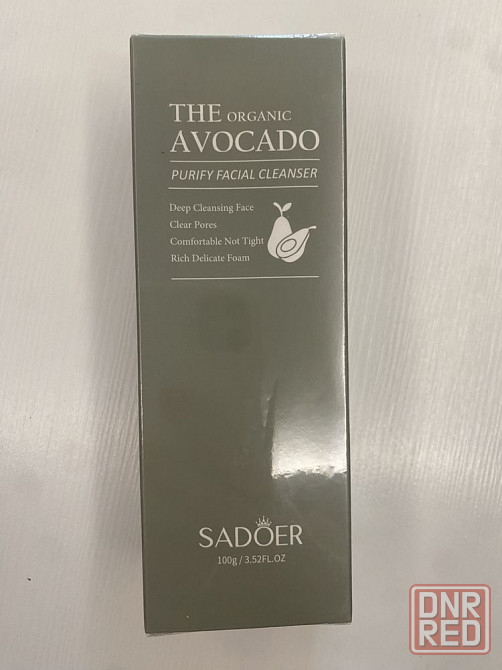 THE ORGANIC
AVOCADO
PURIFY FACIAL CLEANSER
Deep Cleansing Face
Clear Pores
Comfortable Not Tight
Rich Delicate Foam
SADOER
100g / 3.52FL.OZ
DNR
RED